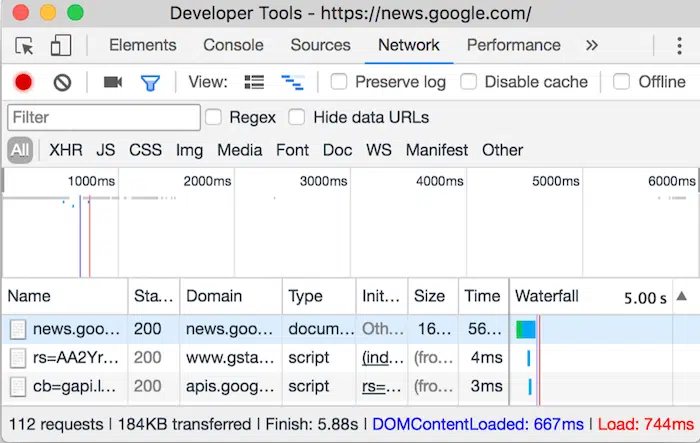 Developer Tools - https://news.google.com/
Elements Console Sources Network Performance »
View: Preserve log Disable cache Offline
Filter Regex Hide data URLs
All XHR JS CSS Img Media Font Doc WS Manifest Other
1000ms 2000ms 3000ms 4000ms 5000ms 6000ms
Name Sta... Domain Type Init... Size Time Waterfall 5.00 s
news.goo... 200 news.goo... docum... Oth... 16... 56...
rs=AA2Yr... 200 www.gsta... script (ind... (fro... 4ms
cb=gapi.l... 200 apis.goog... script rs=... (fro... 3ms
112 requests | 184KB transferred | Finish: 5.88s | DOMContentLoaded: 667ms | Load: 744ms